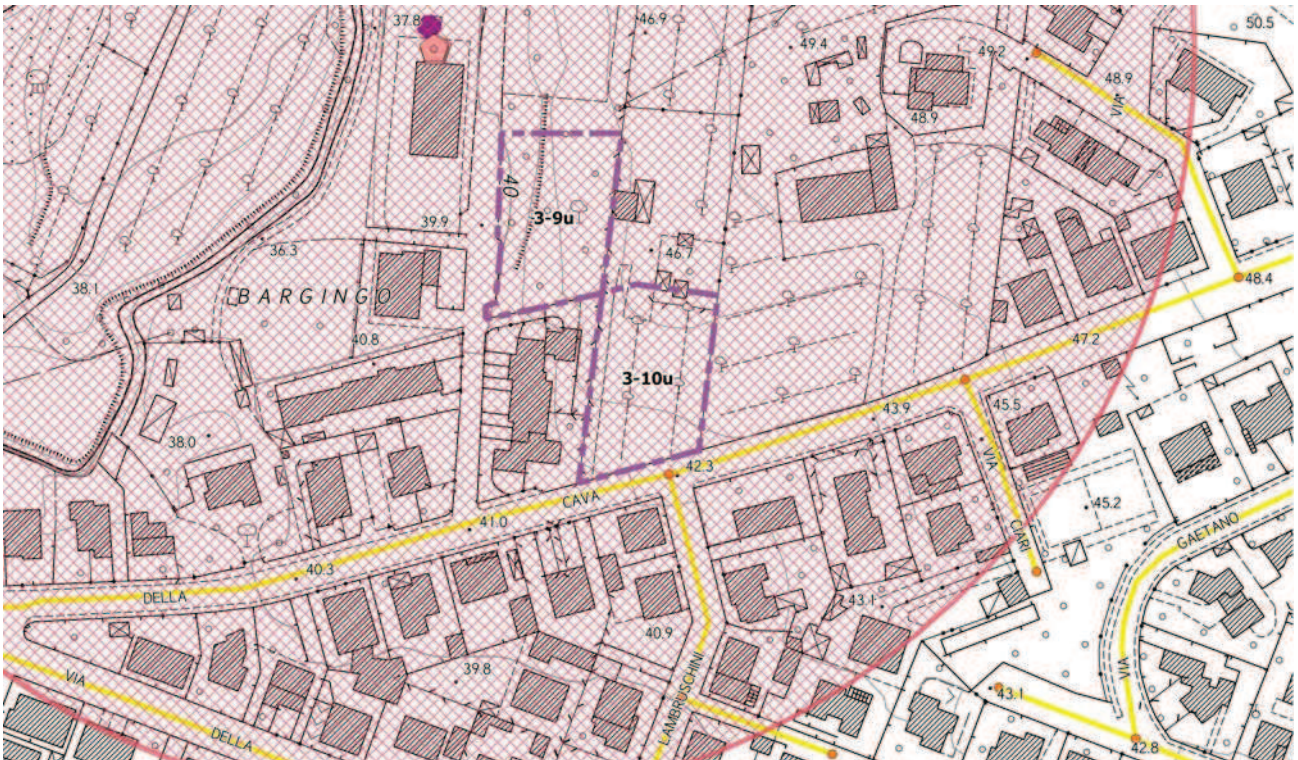 37.8
46.9
50.5
49.4
49.2
48.9
VIA
48.9
40
3-9u
39.9
46.7
36.3
38.1
BARGINGO
48.4
40.8
47.2
3-10u
43.9
45.5
38.0
42.3
VIA
CAVA
41.0
45.2
CIARI
GAETANO
40.3
DELLA
43.1
40.9
39.8
LAMBRUSCHINI
VIA
VIA
43.1
DELLA
42.8